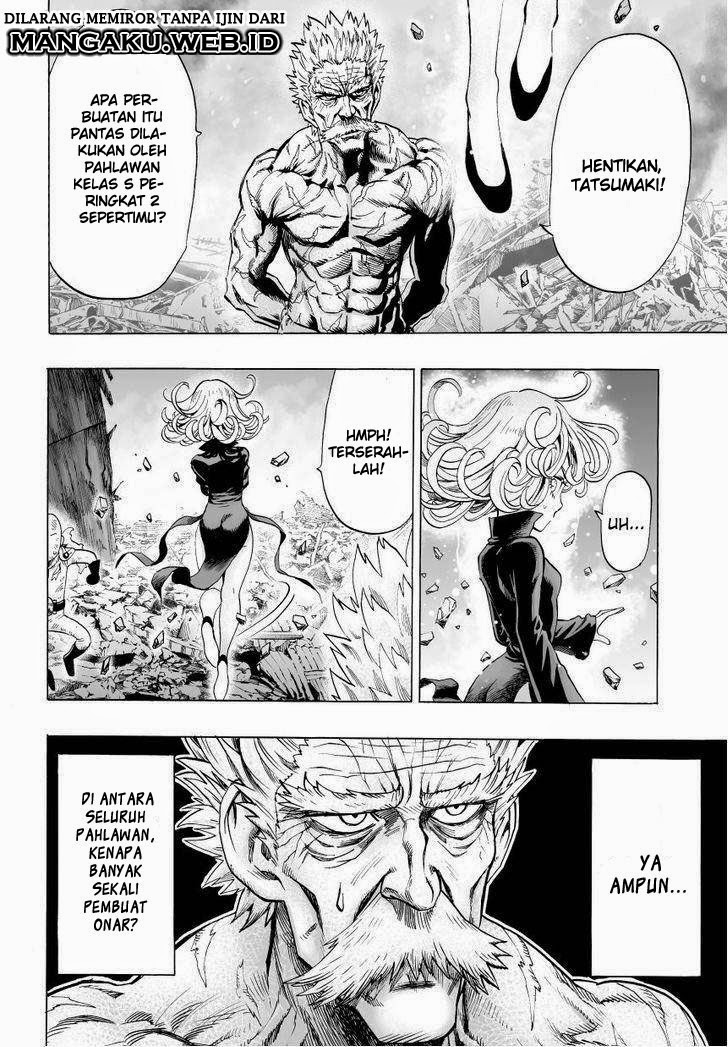 DILARANG MEMIROR TANPA IJIN DARI
MANGAKU.WEB.ID
HENTIKAN,
TATSUMAKI!
APA PER-
BUATAN ITU
PANTAS DILA-
KUKAN OLEH
PAHLAWAN
KELAS S PE-
RINGKAT 2
SEPERTIMU?
UH...
HMPH!
TERSERAH-
LAH!
YA
AMPUN...
DI ANTARA
SELURUH
PAHLAWAN,
KENAPA
BANYAK
SEKALI
PEMBUAT
ONAR?